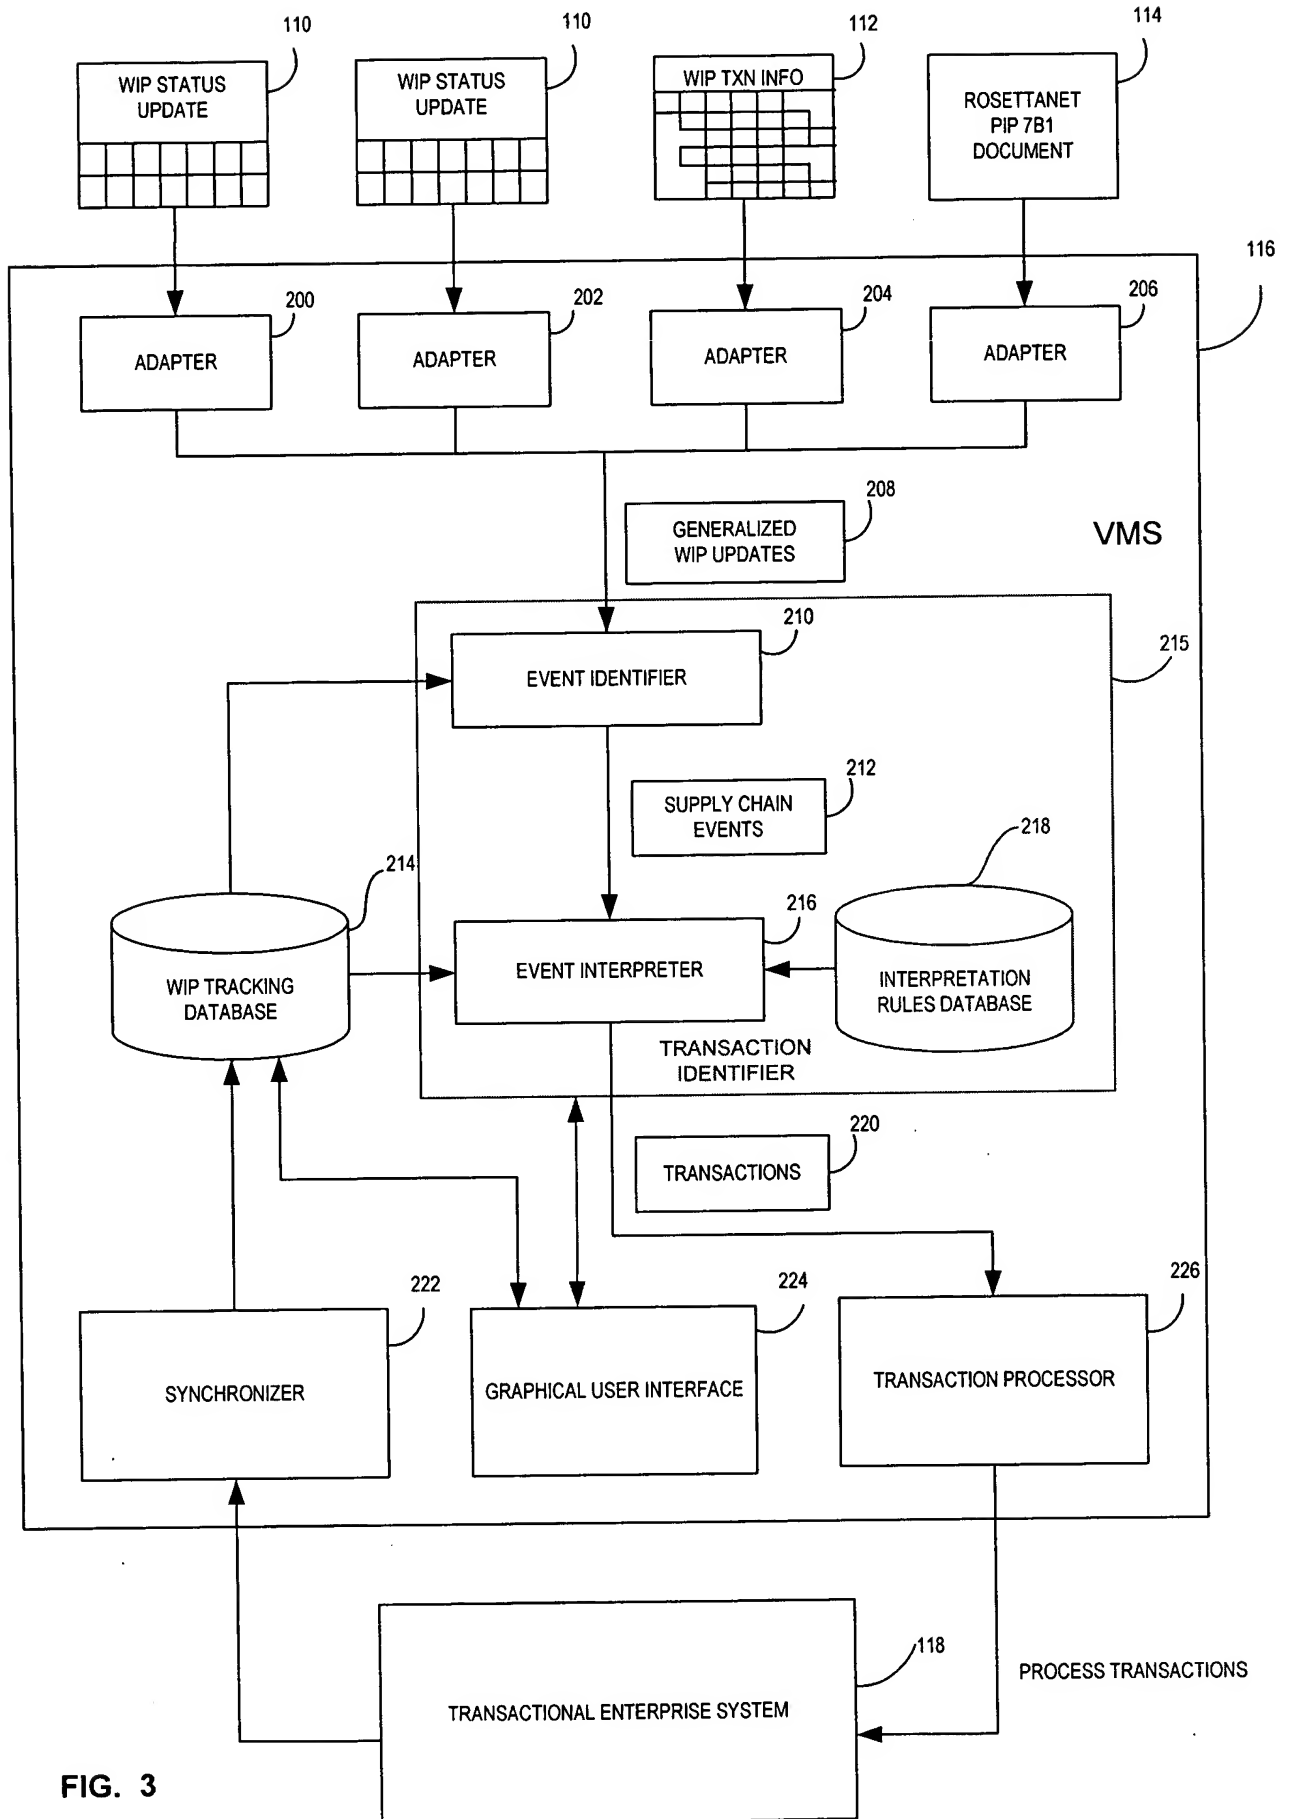 110
110
112
114
WIP STATUS
UPDATE
WIP STATUS
UPDATE
WIP TXN INFO
ROSETTANET
PIP 7B1
DOCUMENT
116
200
202
204
206
ADAPTER
ADAPTER
ADAPTER
ADAPTER
208
GENERALIZED
WIP UPDATES
VMS
210
215
EVENT IDENTIFIER
212
SUPPLY CHAIN
EVENTS
218
214
216
WIP TRACKING
DATABASE
EVENT INTERPRETER
INTERPRETATION
RULES DATABASE
TRANSACTION
IDENTIFIER
220
TRANSACTIONS
222
224
226
SYNCHRONIZER
GRAPHICAL USER INTERFACE
TRANSACTION PROCESSOR
118
PROCESS TRANSACTIONS
TRANSACTIONAL ENTERPRISE SYSTEM
FIG. 3